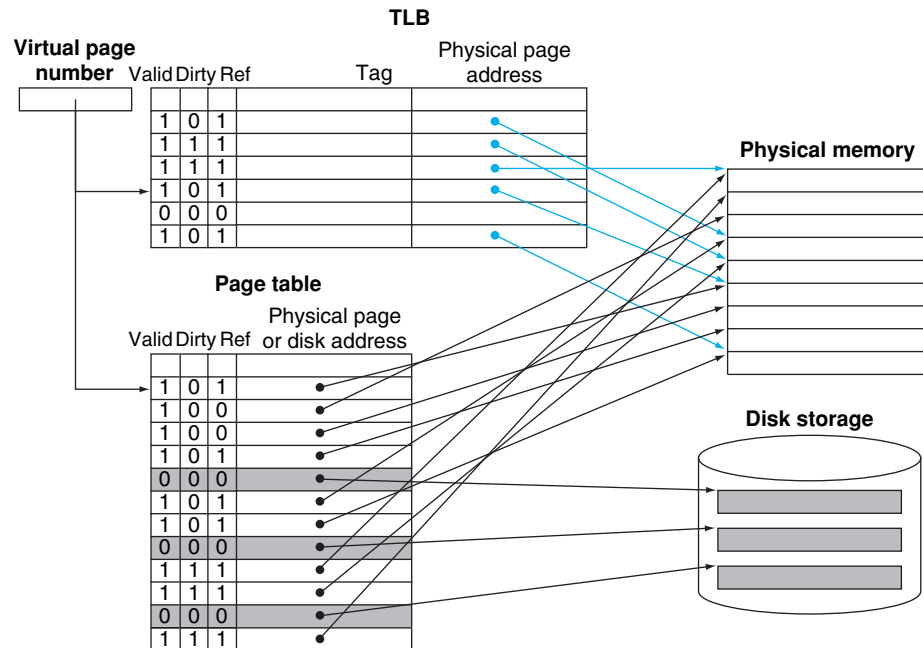 TLB
Virtual page
number
Valid Dirty Ref
Tag
Physical page
address
1 0 1
1 1 1
1 1 1
1 0 1
0 0 0
1 0 1
Physical memory
Page table
Valid Dirty Ref
Physical page
or disk address
1 0 1
1 0 0
1 0 0
1 0 1
0 0 0
1 0 1
1 0 1
0 0 0
1 1 1
1 1 1
0 0 0
1 1 1
Disk storage